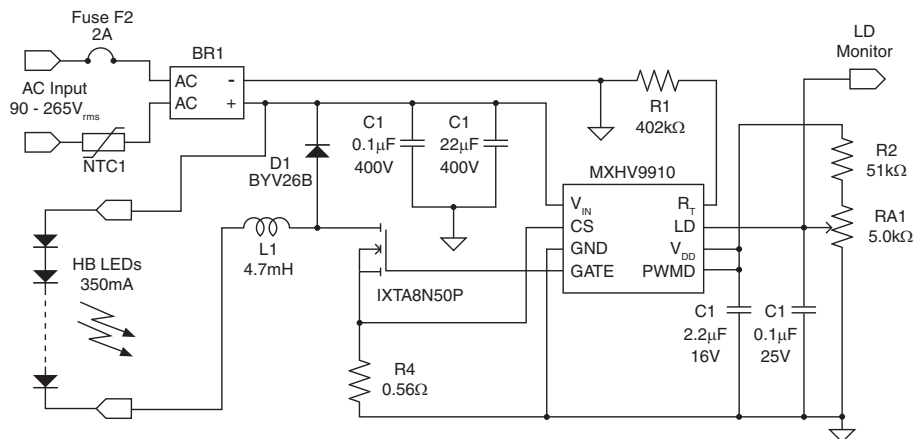 Fuse F2
2A
BR1
AC
-
AC
+
AC Input
90 - 265Vrms
NTC1
R1
402kΩ
LD
Monitor
D1
BYV26B
C1
0.1µF
400V
C1
22µF
400V
MXHV9910
R2
51kΩ
VIN
CS
GND
GATE
RT
LD
VDD
PWMD
RA1
5.0kΩ
L1
4.7mH
HB LEDs
350mA
IXTA8N50P
R4
0.56Ω
C1
2.2µF
16V
C1
0.1µF
25V